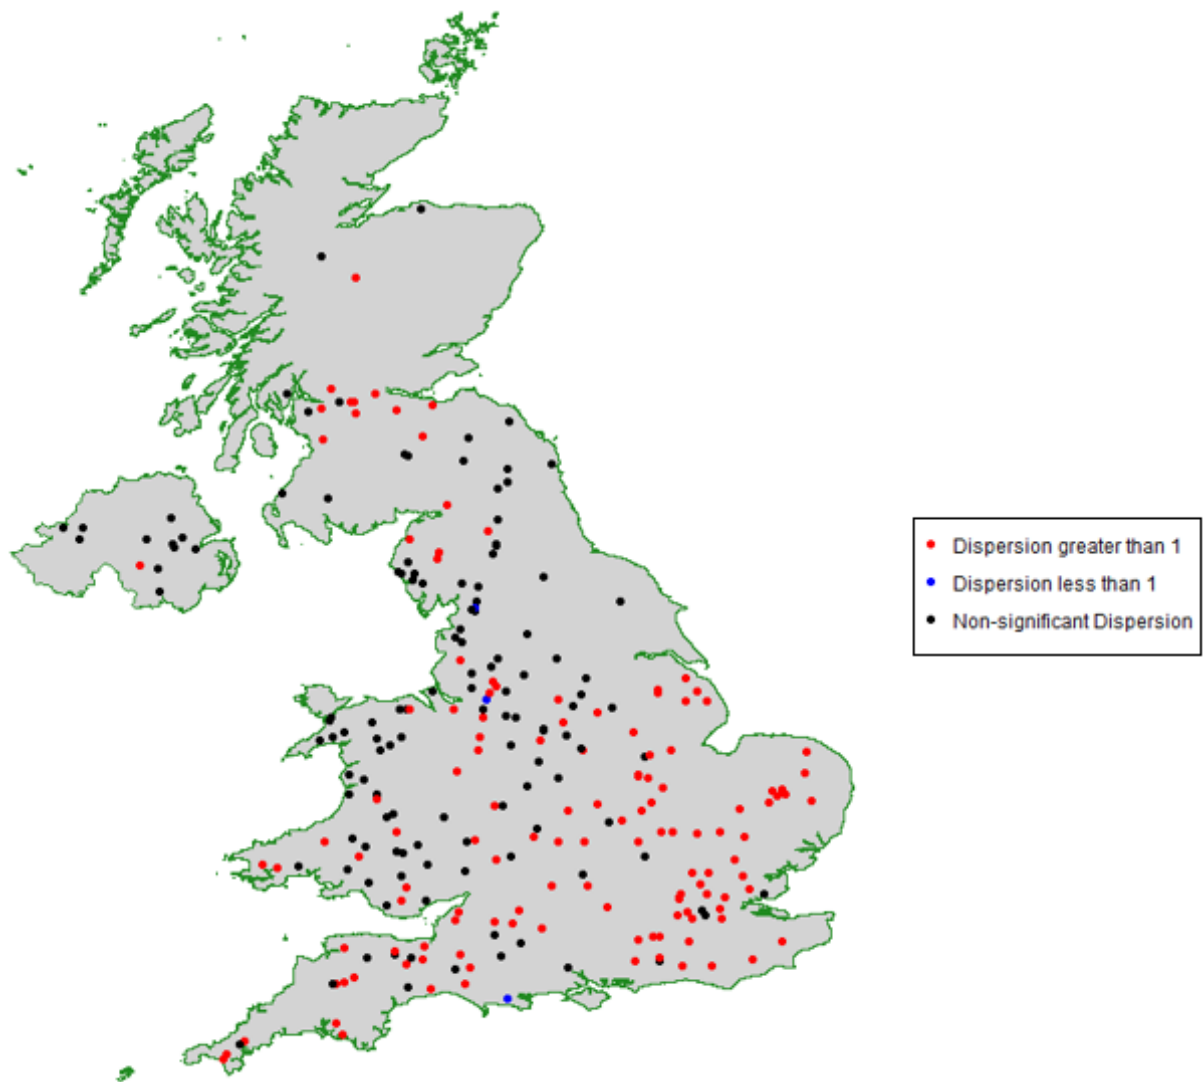 Dispersion greater than 1
Dispersion less than 1
Non-significant Dispersion